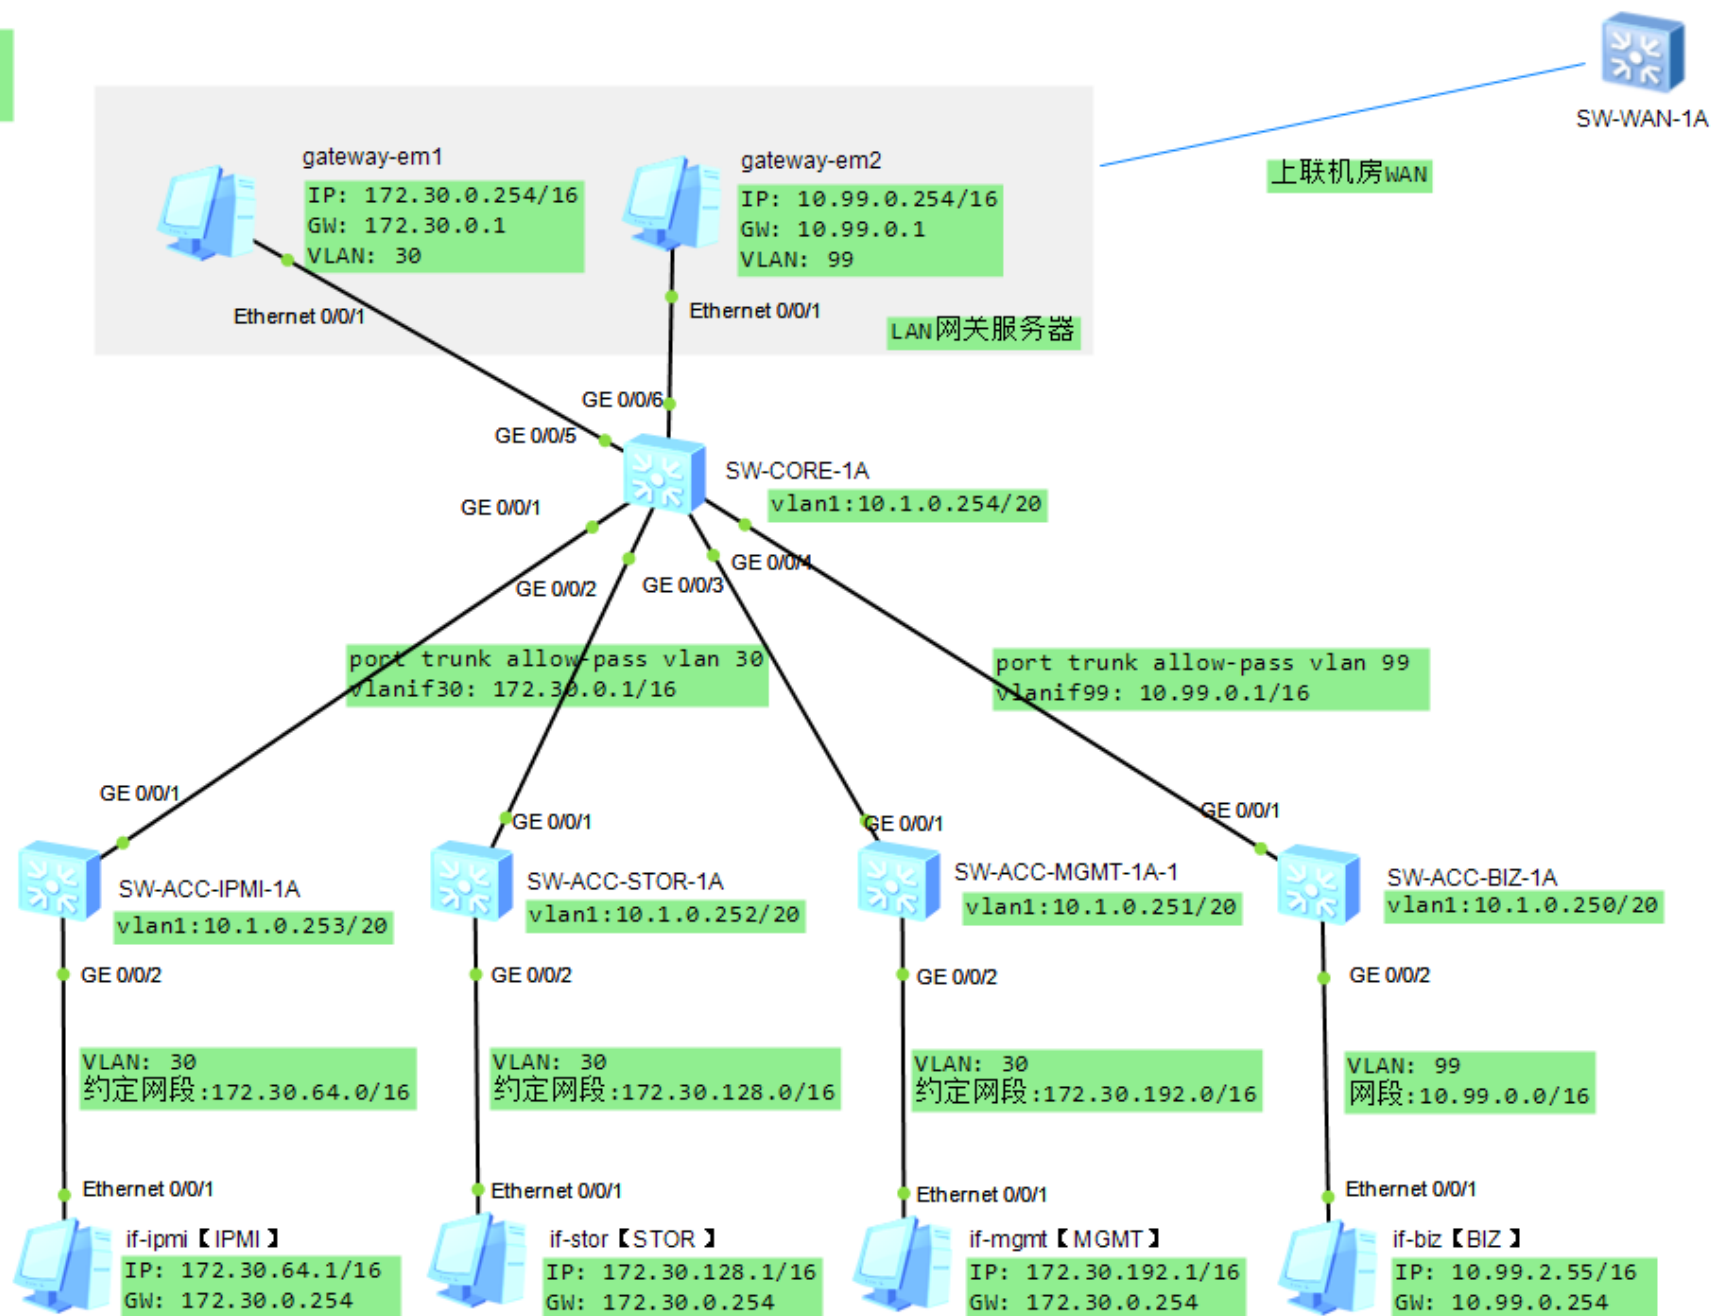 SW-WAN-1A
上联机房WAN
gateway-em1
IP: 172.30.0.254/16
GW: 172.30.0.1
VLAN: 30
Ethernet 0/0/1
gateway-em2
IP: 10.99.0.254/16
GW: 10.99.0.1
VLAN: 99
Ethernet 0/0/1
LAN网关服务器
GE 0/0/6
GE 0/0/5
SW-CORE-1A
vlan1:10.1.0.254/20
GE 0/0/1
GE 0/0/2
GE 0/0/3
GE 0/0/4
port trunk allow-pass vlan 30
vlanif30: 172.30.0.1/16
port trunk allow-pass vlan 99
vlanif99: 10.99.0.1/16
GE 0/0/1
GE 0/0/1
GE 0/0/1
GE 0/0/1
SW-ACC-IPMI-1A
vlan1:10.1.0.253/20
SW-ACC-STOR-1A
vlan1:10.1.0.252/20
SW-ACC-MGMT-1A-1
vlan1:10.1.0.251/20
SW-ACC-BIZ-1A
vlan1:10.1.0.250/20
GE 0/0/2
GE 0/0/2
GE 0/0/2
GE 0/0/2
VLAN: 30
约定网段:172.30.64.0/16
VLAN: 30
约定网段:172.30.128.0/16
VLAN: 30
约定网段:172.30.192.0/16
VLAN: 99
网段:10.99.0.0/16
Ethernet 0/0/1
Ethernet 0/0/1
Ethernet 0/0/1
Ethernet 0/0/1
if-ipmi【IPMI】
IP: 172.30.64.1/16
GW: 172.30.0.254
if-stor【STOR】
IP: 172.30.128.1/16
GW: 172.30.0.254
if-mgmt【MGMT】
IP: 172.30.192.1/16
GW: 172.30.0.254
if-biz【BIZ】
IP: 10.99.2.55/16
GW: 10.99.0.254